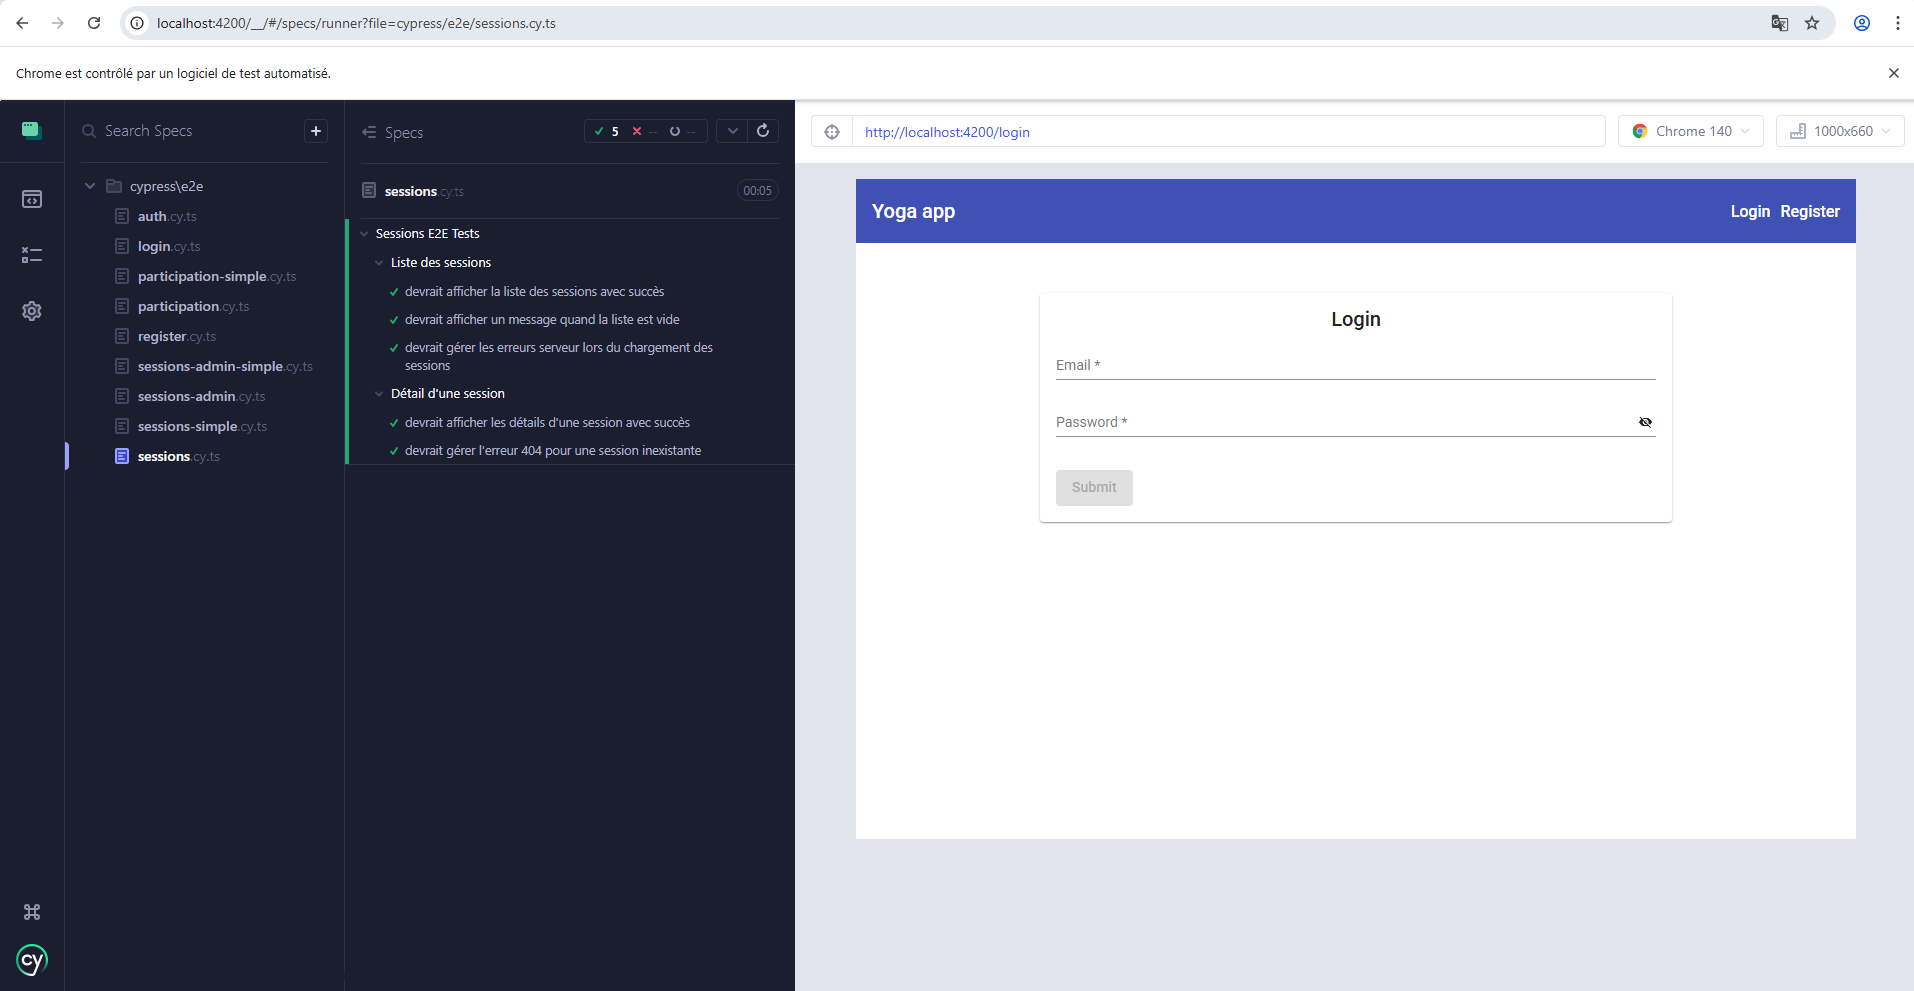 localhost:4200/__/#/specs/runner?file=cypress/e2e/sessions.cy.ts
Chrome est contrôlé par un logiciel de test automatisé.
Search Specs
+
cypress\e2e
auth.cy.ts
login.cy.ts
participation-simple.cy.ts
participation.cy.ts
register.cy.ts
sessions-admin-simple.cy.ts
sessions-admin.cy.ts
sessions-simple.cy.ts
sessions.cy.ts
cy
Specs
5 -- --
sessions.cy.ts
00:05
Sessions E2E Tests
Liste des sessions
devrait afficher la liste des sessions avec succès
devrait afficher un message quand la liste est vide
devrait gérer les erreurs serveur lors du chargement des
sessions
Détail d'une session
devrait afficher les détails d'une session avec succès
devrait gérer l'erreur 404 pour une session inexistante
http://localhost:4200/login
Chrome 140
1000x660
Yoga app
Login Register
Login
Email *
Password *
Submit